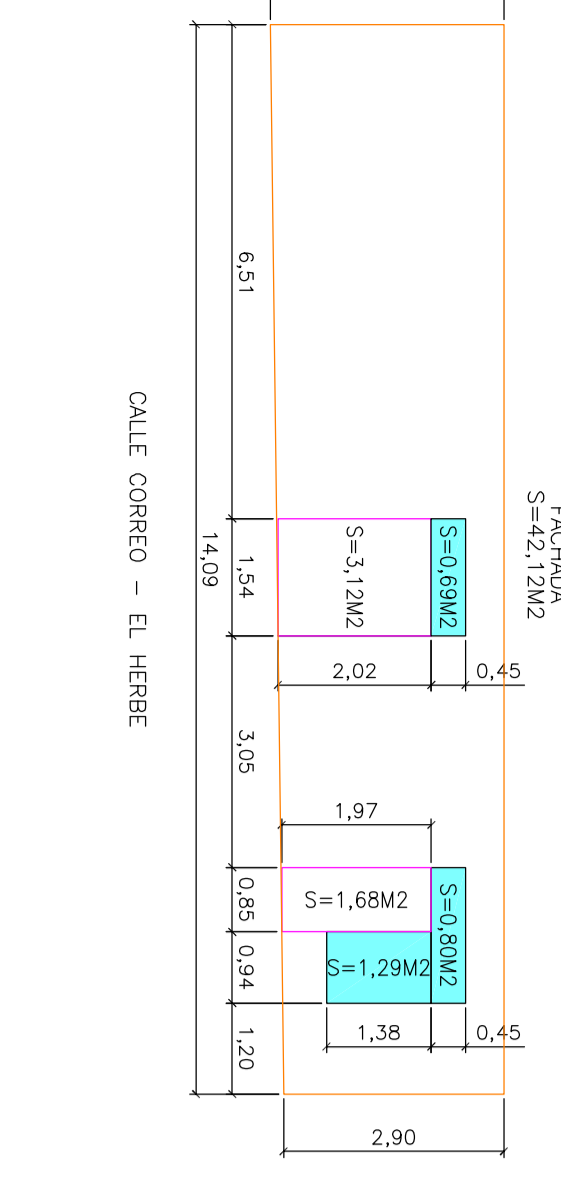 FACHADA
S=42,12M2
6,51
1,54
14,09
S=3,12M2
S=0,69M2
2,02
0,45
CALLE CORREO - EL HERBE
3,05
1,97
0,85
S=1,68M2
S=0,80M2
0,94
S=1,29M2
1,38
0,45
1,20
2,90